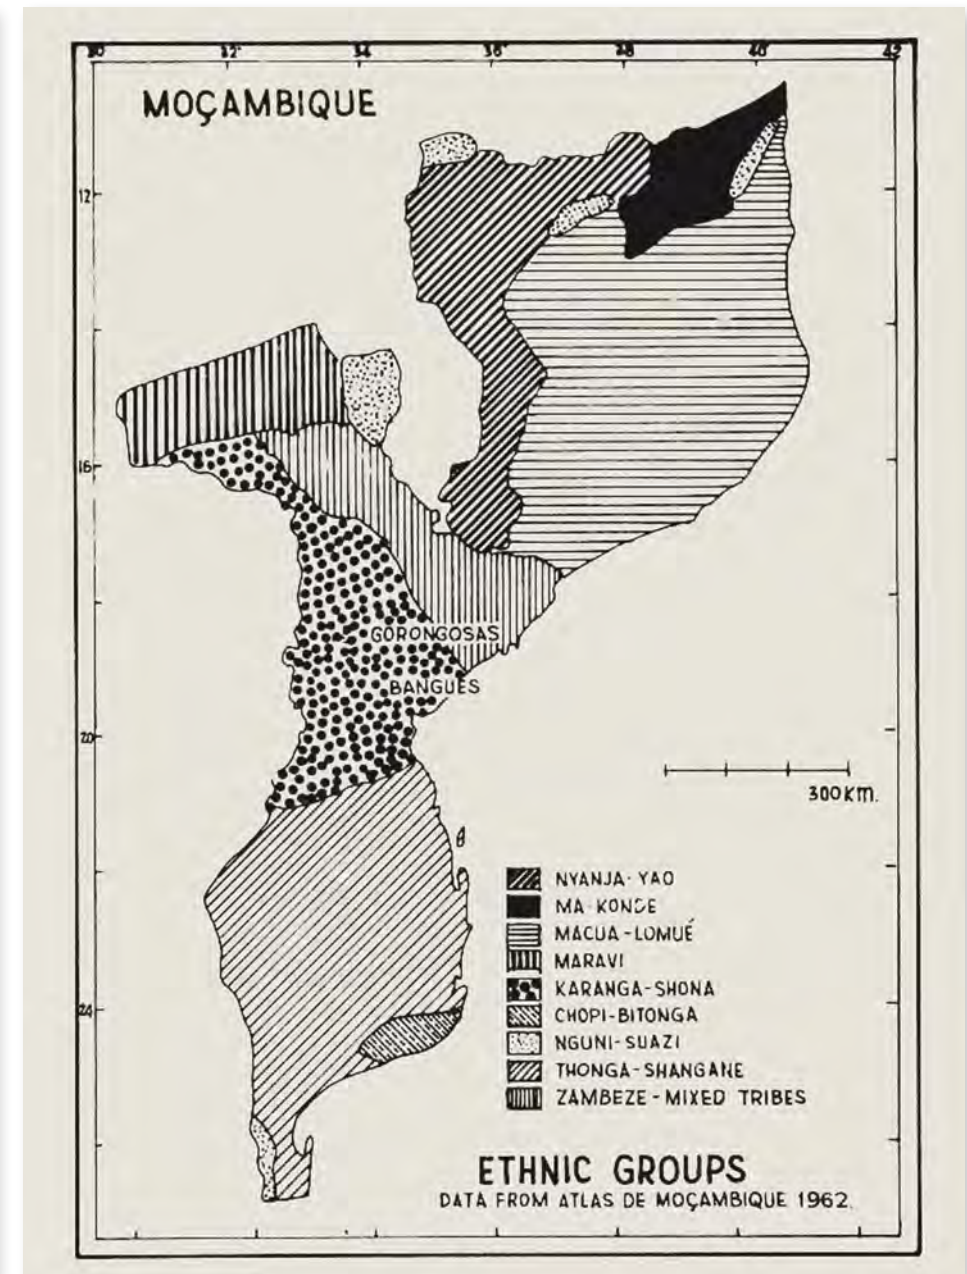 30 32° 34 36° 38 40 42
MOÇAMBIQUE
12
16
GORONGOSAS
BANGUES
20
300KM.
NYANJA-YAO
MA KONDE
MACUA-LOMUÉ
MARAVI
KARANGA-SHONA
24
CHOPI-BITONGA
NGUNI-SUAZI
THONGA-SHANGANE
ZAMBEZE-MIXED TRIBES
ETHNIC GROUPS
DATA FROM ATLAS DE MOÇAMBIQUE 1962.